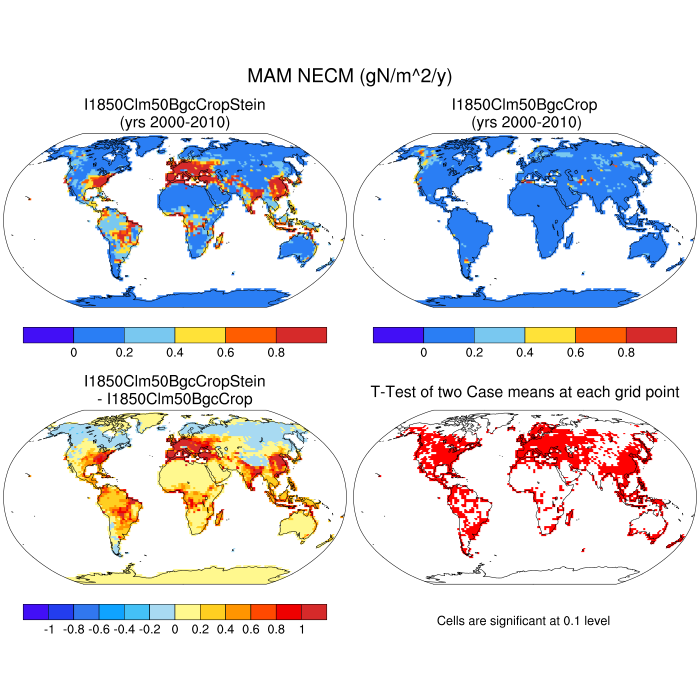 MAM NECM (gN/m^2/y)
I1850Clm50BgcCropStein
(yrs 2000-2010)
I1850Clm50BgcCrop
(yrs 2000-2010)
0 0.2 0.4 0.6 0.8
0 0.2 0.4 0.6 0.8
I1850Clm50BgcCropStein
- I1850Clm50BgcCrop
T-Test of two Case means at each grid point
-1 -0.8 -0.6 -0.4 -0.2 0 0.2 0.4 0.6 0.8 1
Cells are significant at 0.1 level